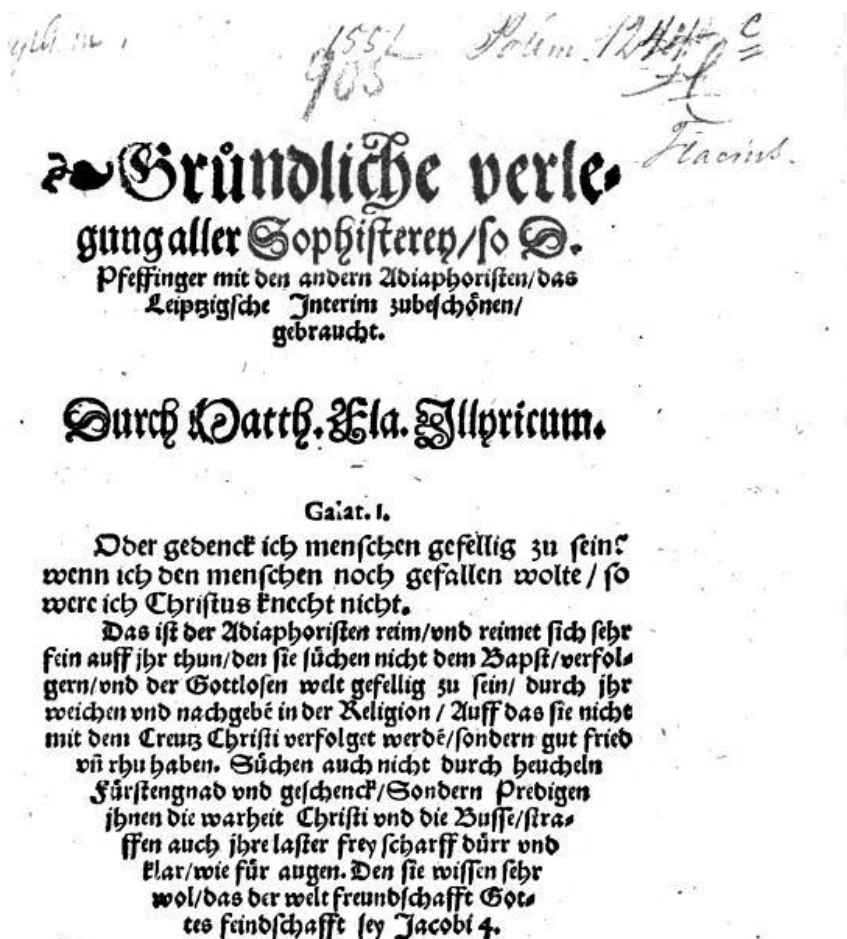 1551
903
Flacius.
Gründliche verle-
gung aller Sophisterey/so D.
Pfeffinger mit den andern Adiaphoristen/das
Leiptzigsche Interim zubeschönen/
gebraucht.
Durch Matth. Fla. Illyricum.
Galat. 1.
Oder gedenck ich menschen gefellig zu sein?
wenn ich den menschen noch gefallen wolte / so
were ich Christus knecht nicht.
Das ist der Adiaphoristen reim/vnd reimet sich sehr
fein auff jhr thun/den sie süchen nicht dem Bapst/verfol-
gern/vnd der Gottlosen welt gefellig zu sein/ durch jhr
weichen vnd nachgebē in der Religion / Auff das sie nicht
mit dem Creutz Christi verfolget werdē/sondern gut fried
vñ rhu haben. Süchen auch nicht durch heucheln
Fürstengnad vnd geschenck/Sondern Predigen
jhnen die warheit Christi vnd die Busse/stra-
ffen auch jhre laster frey scharff dürr vnd
klar/wie für augen. Den sie wissen sehr
wol/das der welt freundschafft Got-
tes feindschafft sey Jacobi 4.